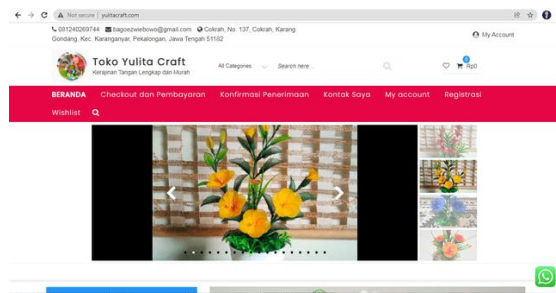 Not secure | yulitacraft.com
081240269744 bagoezwiebowo@gmail.com Cokrah, No. 137, Cokrah, Karang
Gondang, Kec. Karanganyar, Pekalongan, Jawa Tengah
51182
My Account
Toko Yulita Craft
Kerajinan Tangan Lengkap dan Murah
All Categories
Search here...
0
Rp0
BERANDA Checkout dan Pembayaran Konfirmasi Penerimaan Kontak Saya My account Registrasi
Wishlist